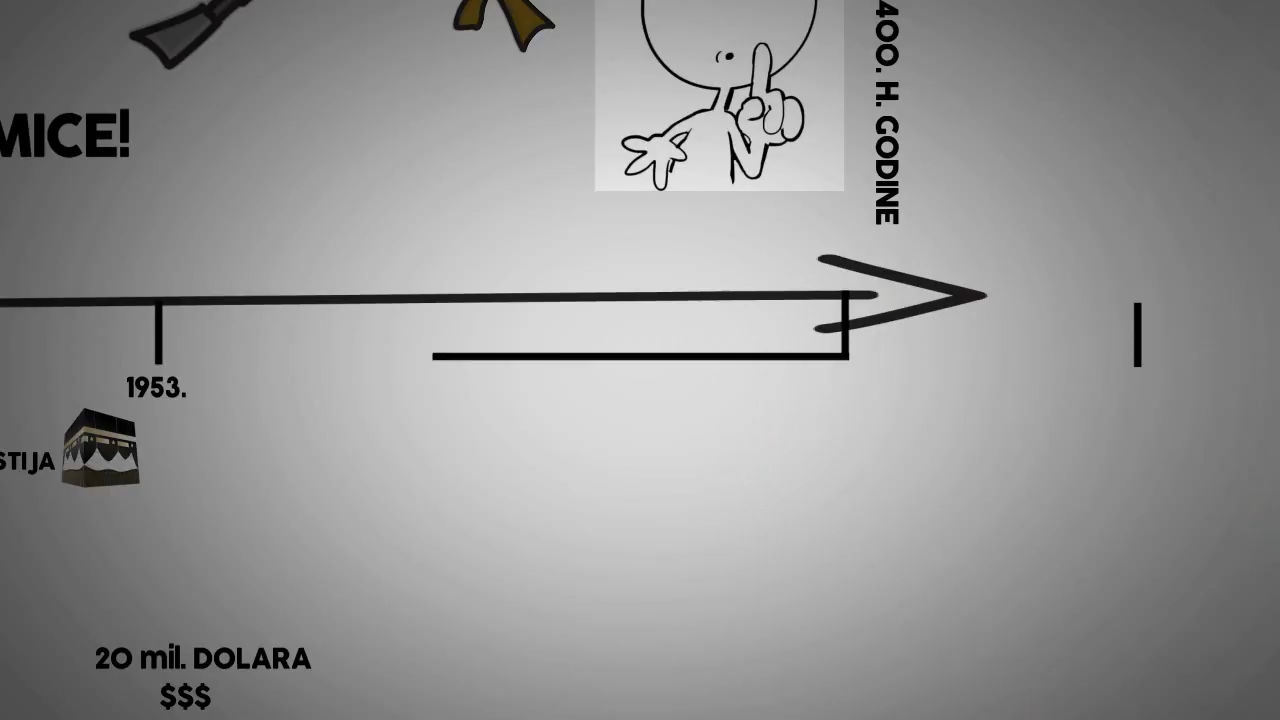 400. H. GODINE
MICE!
1953.
STIJA
20 mil. DOLARA
$$$